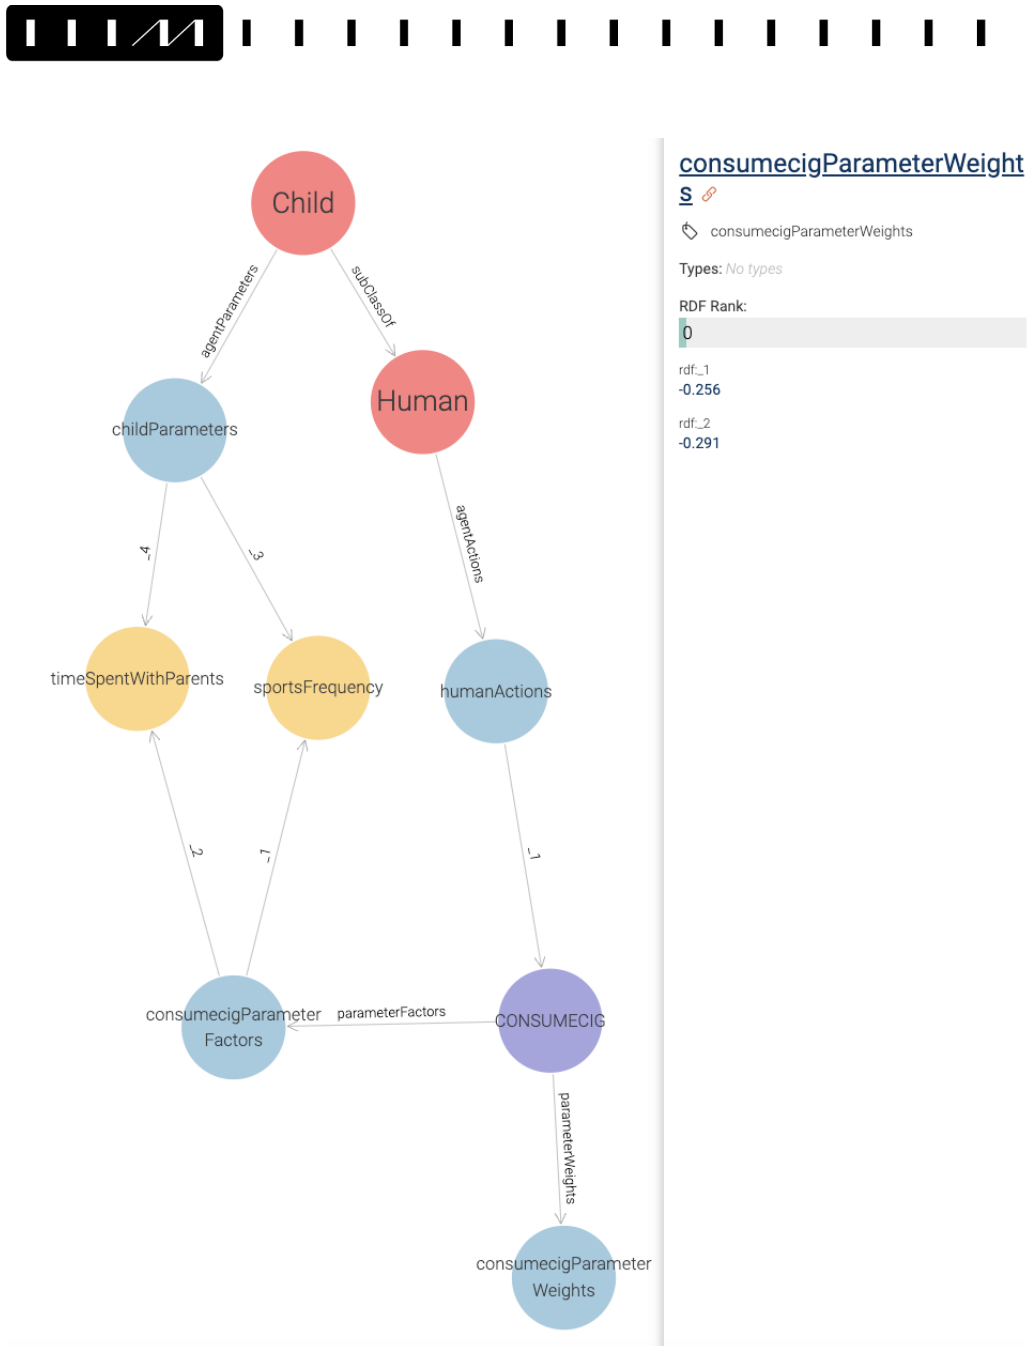 Child
agentParameters
subClassOf
Human
childParameters
agentActions
_4
_3
timeSpentWithParents
sportsFrequency
humanActions
_2
_1
_1
consumecigParameter
Factors
parameterFactors
CONSUMECIG
parameterWeights
consumecigParameter
Weights
consumecigParameterWeight
s
consumecigParameterWeights
Types: No types
RDF Rank:
0
rdf:_1
-0.256
rdf:_2
-0.291